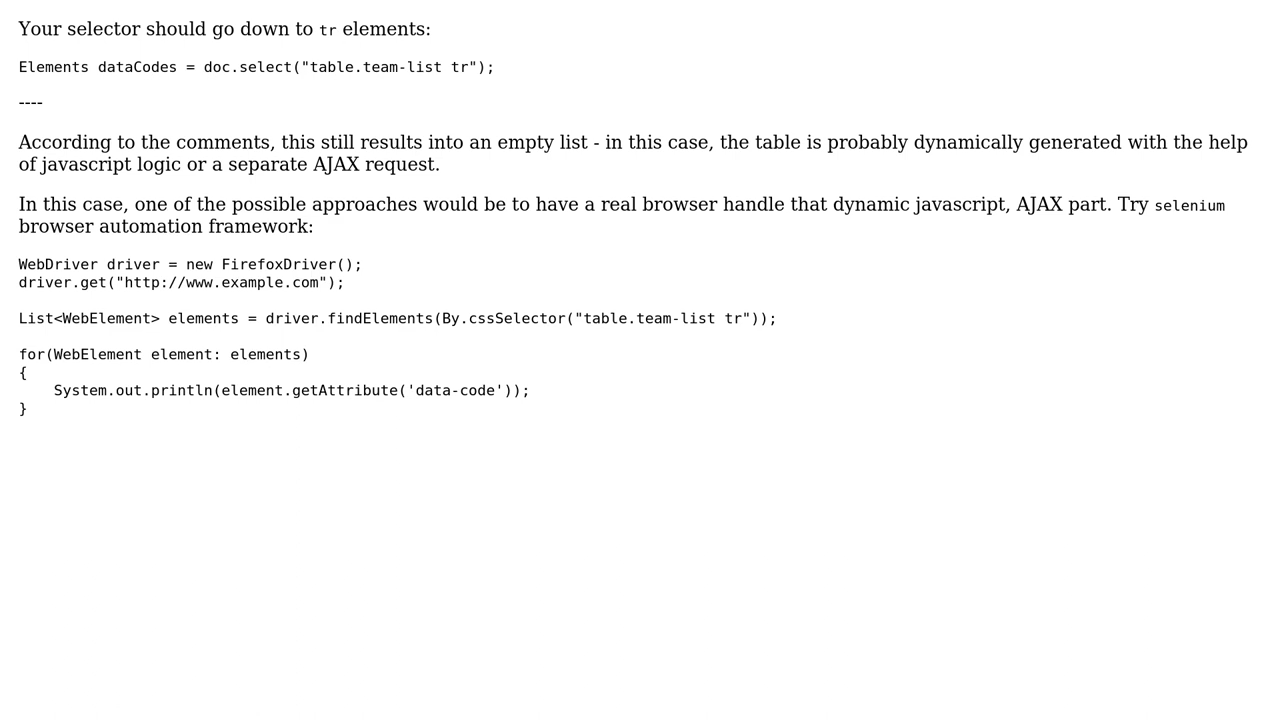 Your selector should go down to tr elements:
Elements dataCodes = doc.select("table.team-list tr");
----
According to the comments, this still results into an empty list - in this case, the table is probably dynamically generated with the help
of javascript logic or a separate AJAX request.
In this case, one of the possible approaches would be to have a real browser handle that dynamic javascript, AJAX part. Try selenium
browser automation framework:
WebDriver driver = new FirefoxDriver();
driver.get("http://www.example.com");
List<WebElement> elements = driver.findElements(By.cssSelector("table.team-list tr"));
for(WebElement element: elements)
{
    System.out.println(element.getAttribute('data-code'));
}